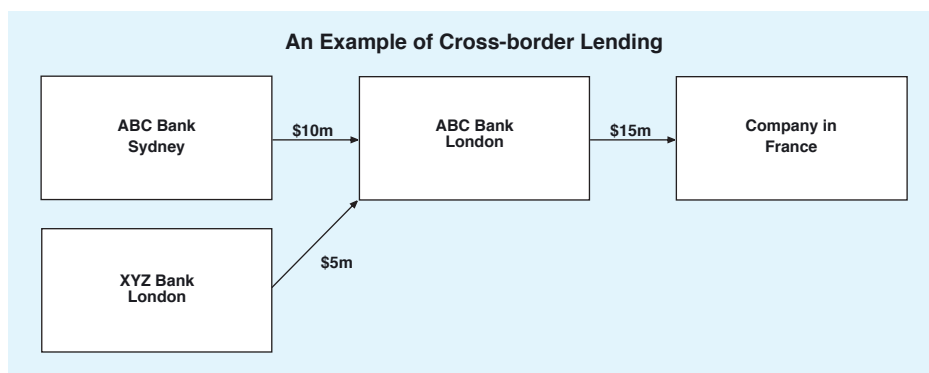 An Example of Cross-border Lending
ABC Bank
Sydney
$10m
ABC Bank
London
$15m
Company in
France
XYZ Bank
London
$5m